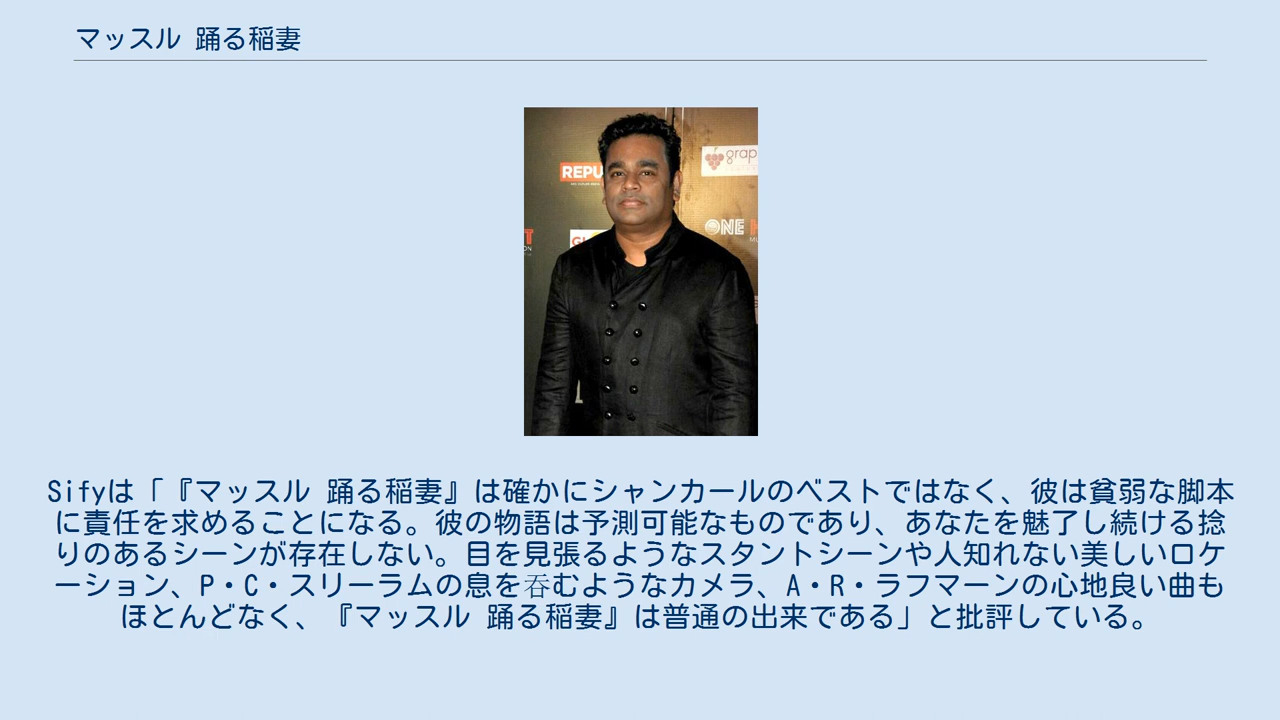 マッスル 踊る稲妻
REPU
grap
ONE
Sifyは「『マッスル 踊る稲妻』は確かにシャンカールのベストではなく、彼は貧弱な脚本
に責任を求めることになる。彼の物語は予測可能なものであり、あなたを魅了し続ける捻
りのあるシーンが存在しない。目を見張るようなスタントシーンや人知れない美しいロケ
ーション、P・C・スリーラムの息を呑むようなカメラ、A・R・ラフマーンの心地良い曲も
ほとんどなく、『マッスル 踊る稲妻』は普通の出来である」と批評している。